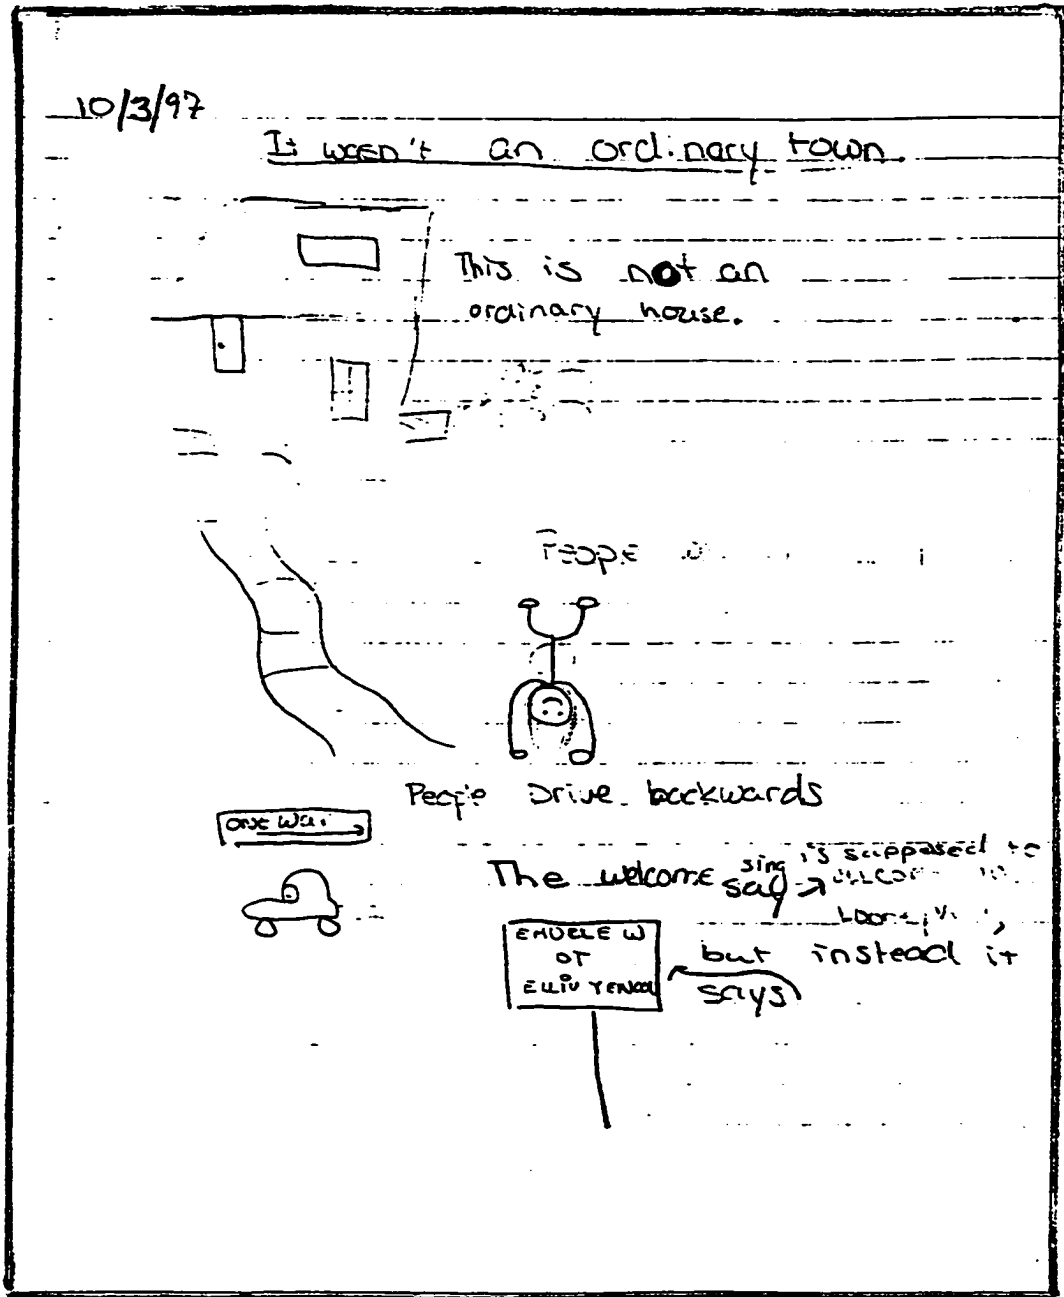 10/3/97
It wasn't an ordinary town.
This is not an
ordinary house.
PEOPLE
People Drive backwards
ONE WAY
The welcome sing is supposed to
say →
but instead it
says
OT